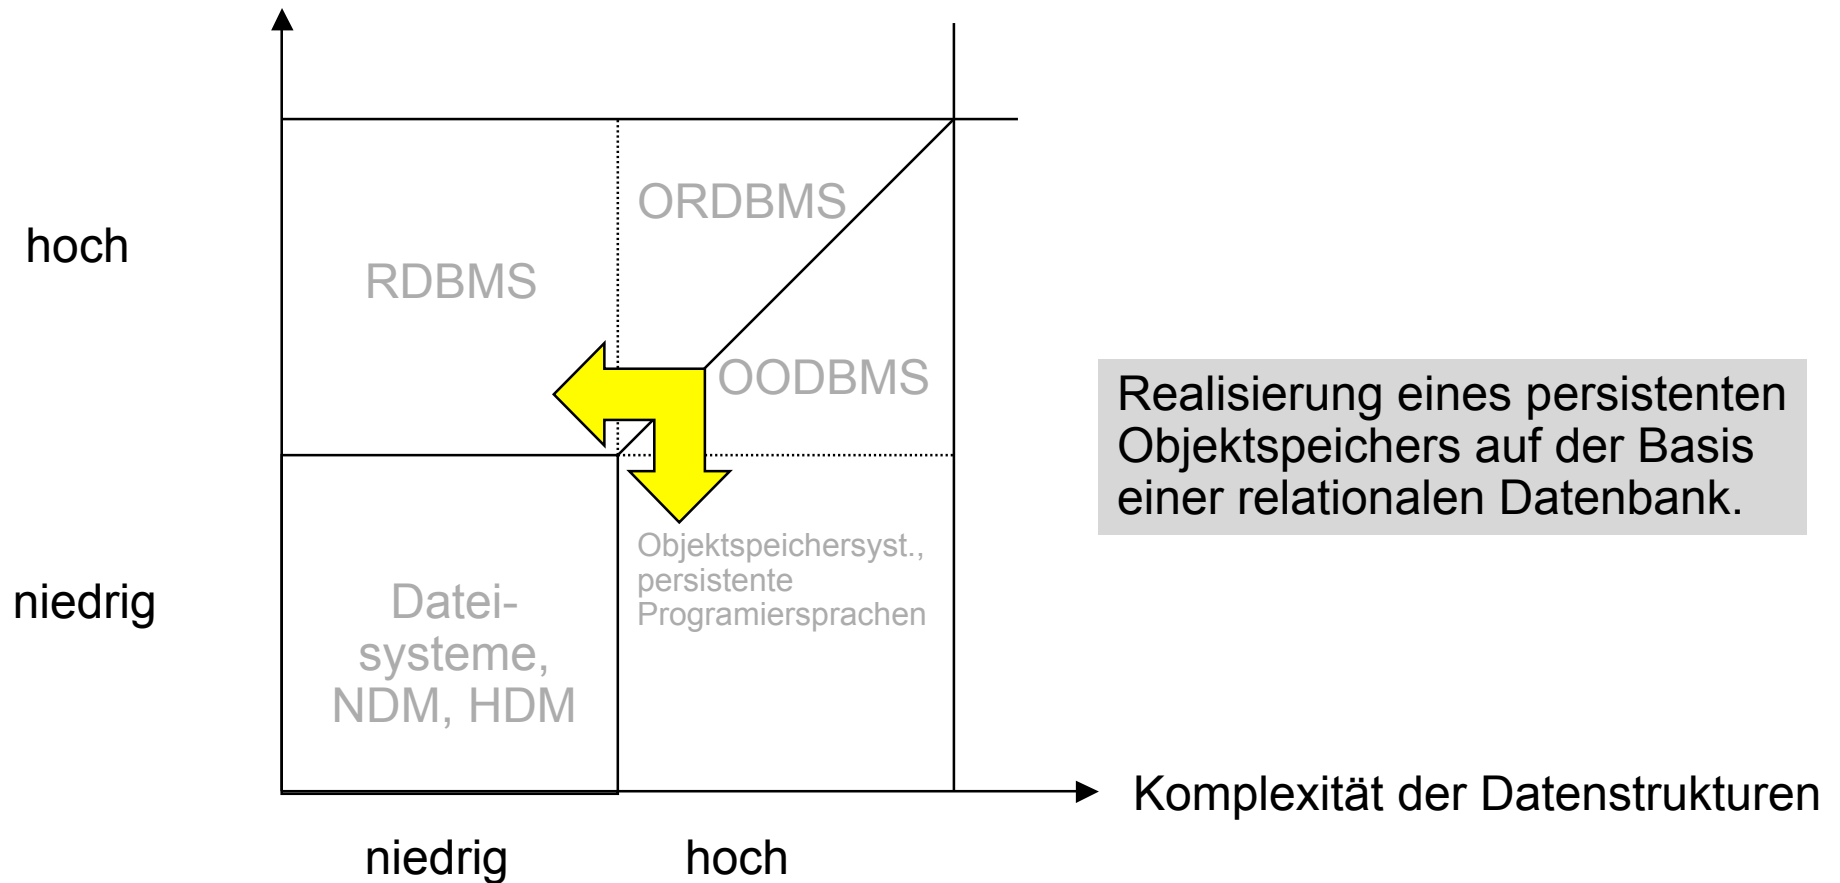 hoch
ORDBMS
RDBMS
OODBMS
Realisierung eines persistenten
Objektspeichers auf der Basis
einer relationalen Datenbank.
niedrig
Datei-
systeme,
NDM, HDM
Objektspeichersyst.,
persistente
Programiersprachen
Komplexität der Datenstrukturen
niedrig
hoch